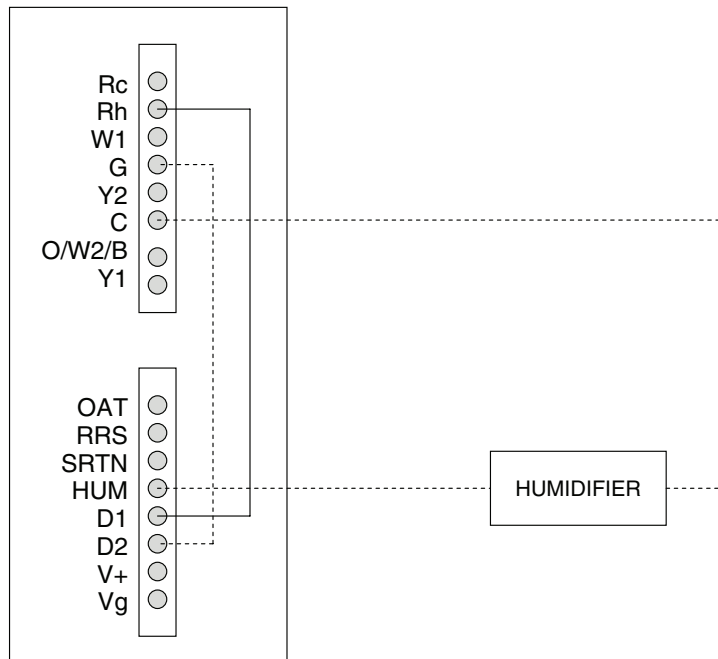 Rc
Rh
W1
G
Y2
C
O/W2/B
Y1
OAT
RRS
SRTN
HUM
D1
D2
V+
Vg
HUMIDIFIER